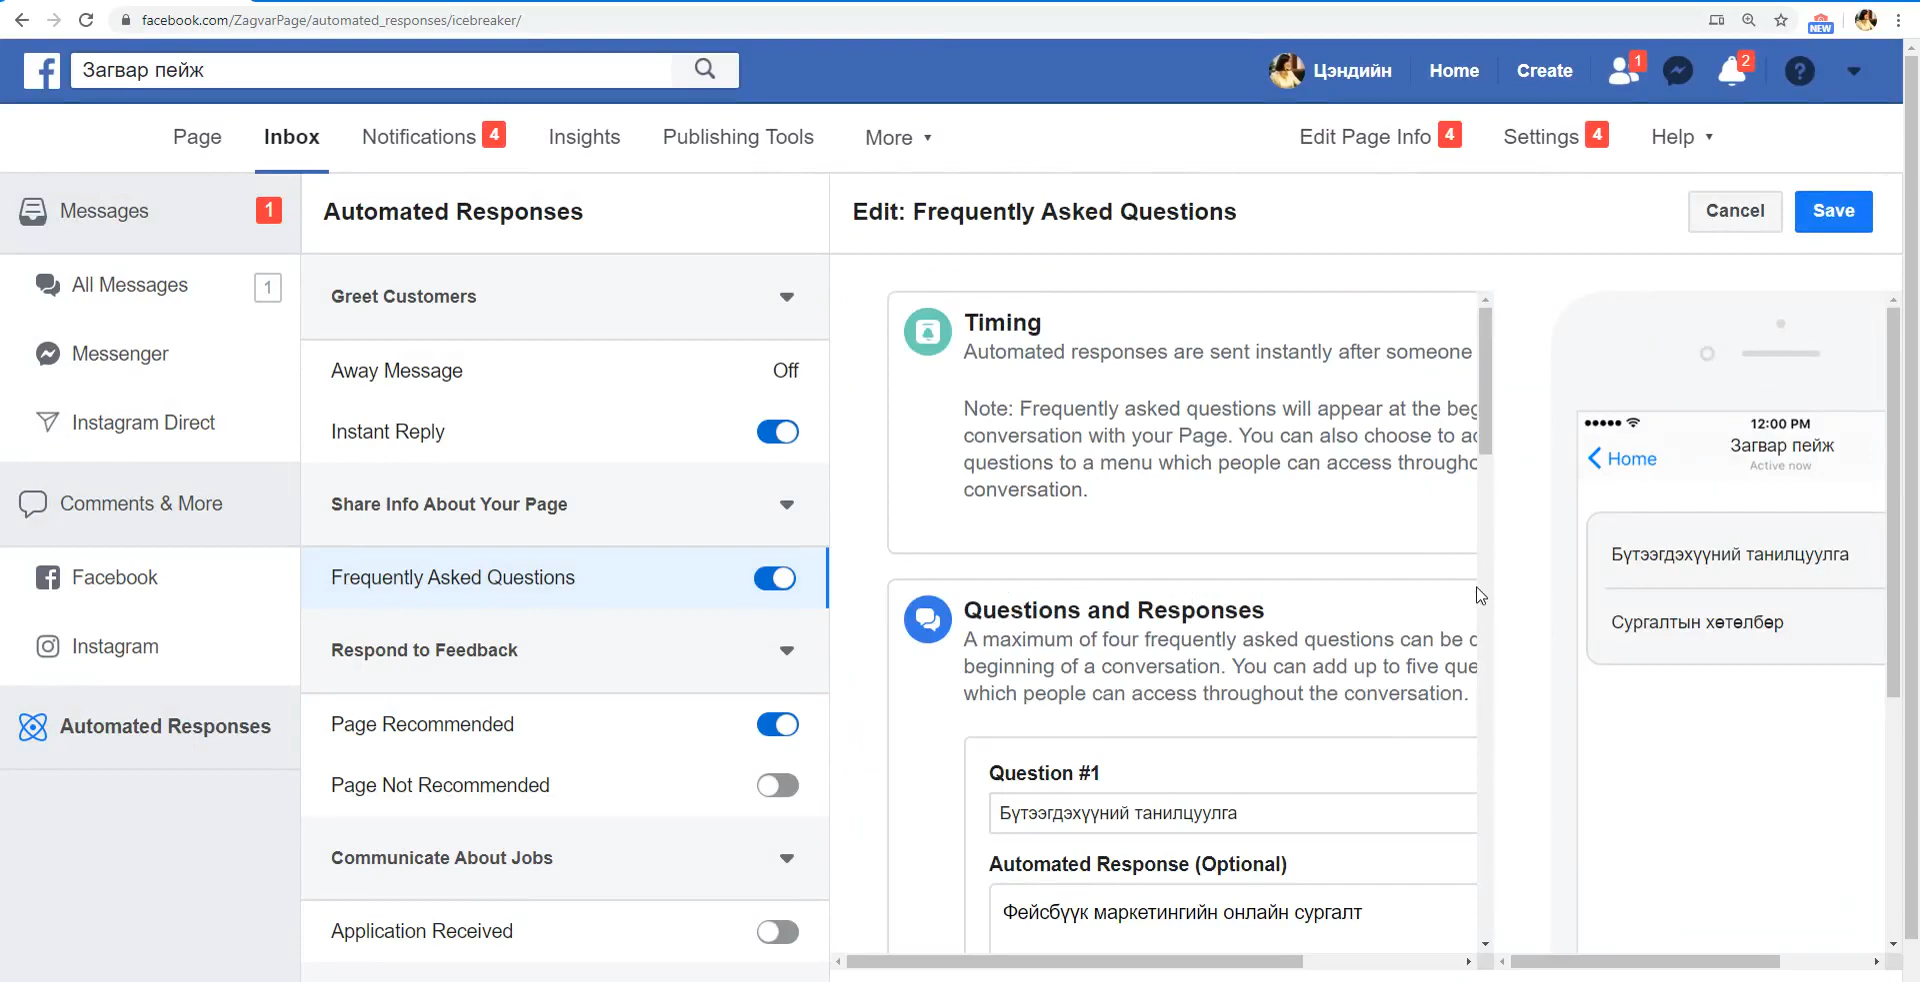 facebook.com/ZagvarPage/automated_responses/icebreaker/
NEW
Загвар пейж
Цэндийн
Home
Create
1
2
Page
Inbox
Notifications 4
Insights
Publishing Tools
More
Edit Page Info 4
Settings 4
Help
Messages 1
All Messages 1
Messenger
Instagram Direct
Comments & More
Facebook
Instagram
Automated Responses
Automated Responses
Greet Customers
Away Message Off
Instant Reply
Share Info About Your Page
Frequently Asked Questions
Respond to Feedback
Page Recommended
Page Not Recommended
Communicate About Jobs
Application Received
Edit: Frequently Asked Questions
Cancel
Save
Timing
Automated responses are sent instantly after someone
Note: Frequently asked questions will appear at the beg
conversation with your Page. You can also choose to ac
questions to a menu which people can access througho
conversation.
Questions and Responses
A maximum of four frequently asked questions can be
beginning of a conversation. You can add up to five que
which people can access throughout the conversation.
Question #1
Бүтээгдэхүүний танилцуулга
Automated Response (Optional)
Фейсбүүк маркетингийн онлайн сургалт
12:00 PM
Home
Загвар пейж
Active now
Бүтээгдэхүүний танилцуулга
Сургалтын хөтөлбөр